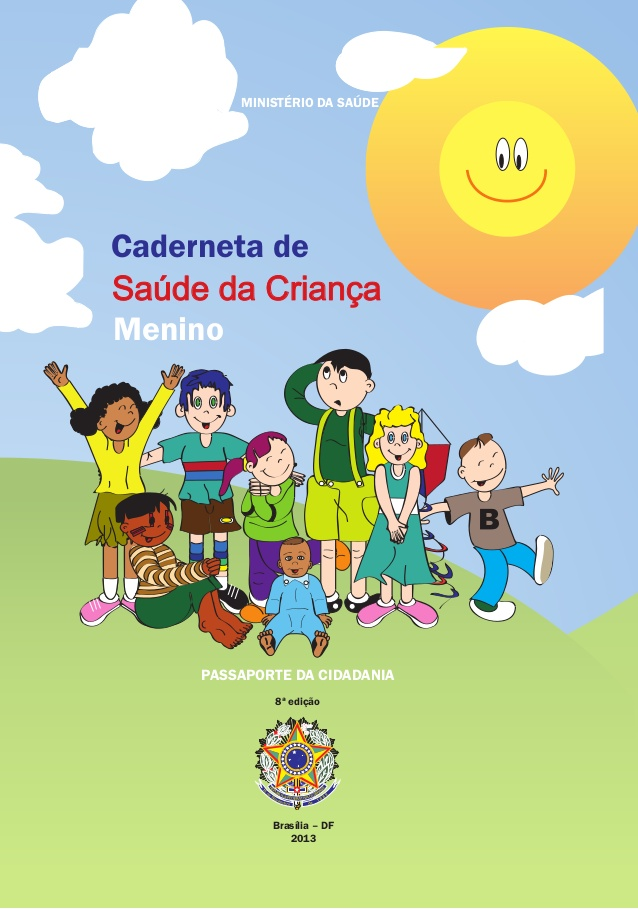 MINISTÉRIO DA SAÚDE
Caderneta de
Saúde da Criança
Menino
B
PASSAPORTE DA CIDADANIA
8ª edição
Brasília – DF
2013